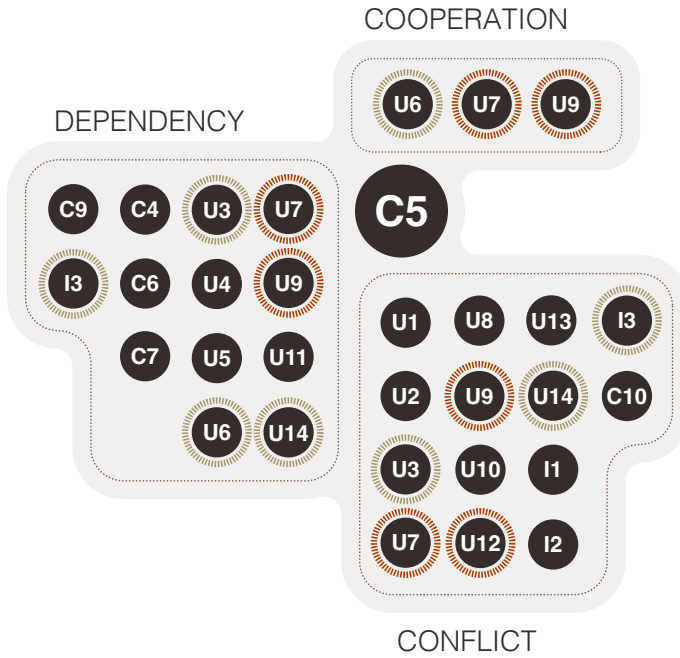 COOPERATION
U6 U7 U9
DEPENDENCY
C9 C4 U3 U7
I3 C6 U4 U9
C7 U5 U11
U6 U14
C5
U1 U8 U13 I3
U2 U9 U14 C10
U3 U10 I1
U7 U12 I2
CONFLICT